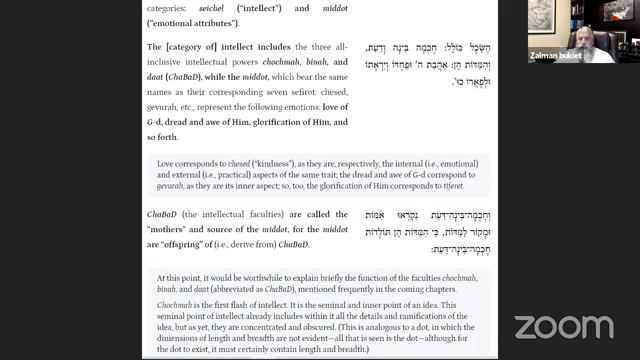 categories: seichel (“intellect”) and middot
(“emotional attributes”).
The [category of] intellect includes the three all-
inclusive intellectual powers chochmah, binah, and
daat (ChaBaD), while the middot, which bear the same
names as their corresponding seven sefirot: chesed,
gevurah, etc., represent the following emotions: love of
G-d, dread and awe of Him, glorification of Him, and
so forth.
הַשֵּׂכֶל כּוֹלֵל: חָכְמָה בִּינָה וָדַעַת,
וְהַמִּדּוֹת הֵן: אַהֲבַת ה' וּפַחְדּוֹ וְיִרְאָתוֹ
וּלְפָאֲרוֹ כוּ'.
Love corresponds to chesed (“kindness”), as they are, respectively, the internal (i.e., emotional)
and external (i.e., practical) aspects of the same trait; the dread and awe of G-d correspond to
gevurah, as they are its inner aspect; so, too, the glorification of Him corresponds to tiferet.
ChaBaD (the intellectual faculties) are called the
“mothers” and source of the middot, for the middot
are “offspring” of (i.e., derive from) ChaBaD.
וְחָכְמָה־בִּינָה־דַּעַת נִקְרְאוּ אִמּוֹת
וּמָקוֹר לַמִּדּוֹת, כִּי הַמִּדּוֹת הֵן תּוֹלְדוֹת
חָכְמָה־בִּינָה־דַּעַת:
At this point, it would be worthwhile to explain briefly the function of the faculties chochmah,
binah, and daat (abbreviated as ChaBaD), mentioned frequently in the coming chapters.
Chochmah is the first flash of intellect. It is the seminal and inner point of an idea. This
seminal point of intellect already includes within it all the details and ramifications of the
idea, but as yet, they are concentrated and obscured. (This is analogous to a dot, in which the
dimensions of length and breadth are not evident—all that is seen is the dot—although for
the dot to exist, it must certainly contain length and breadth.)
Zalman bukiet
zoom